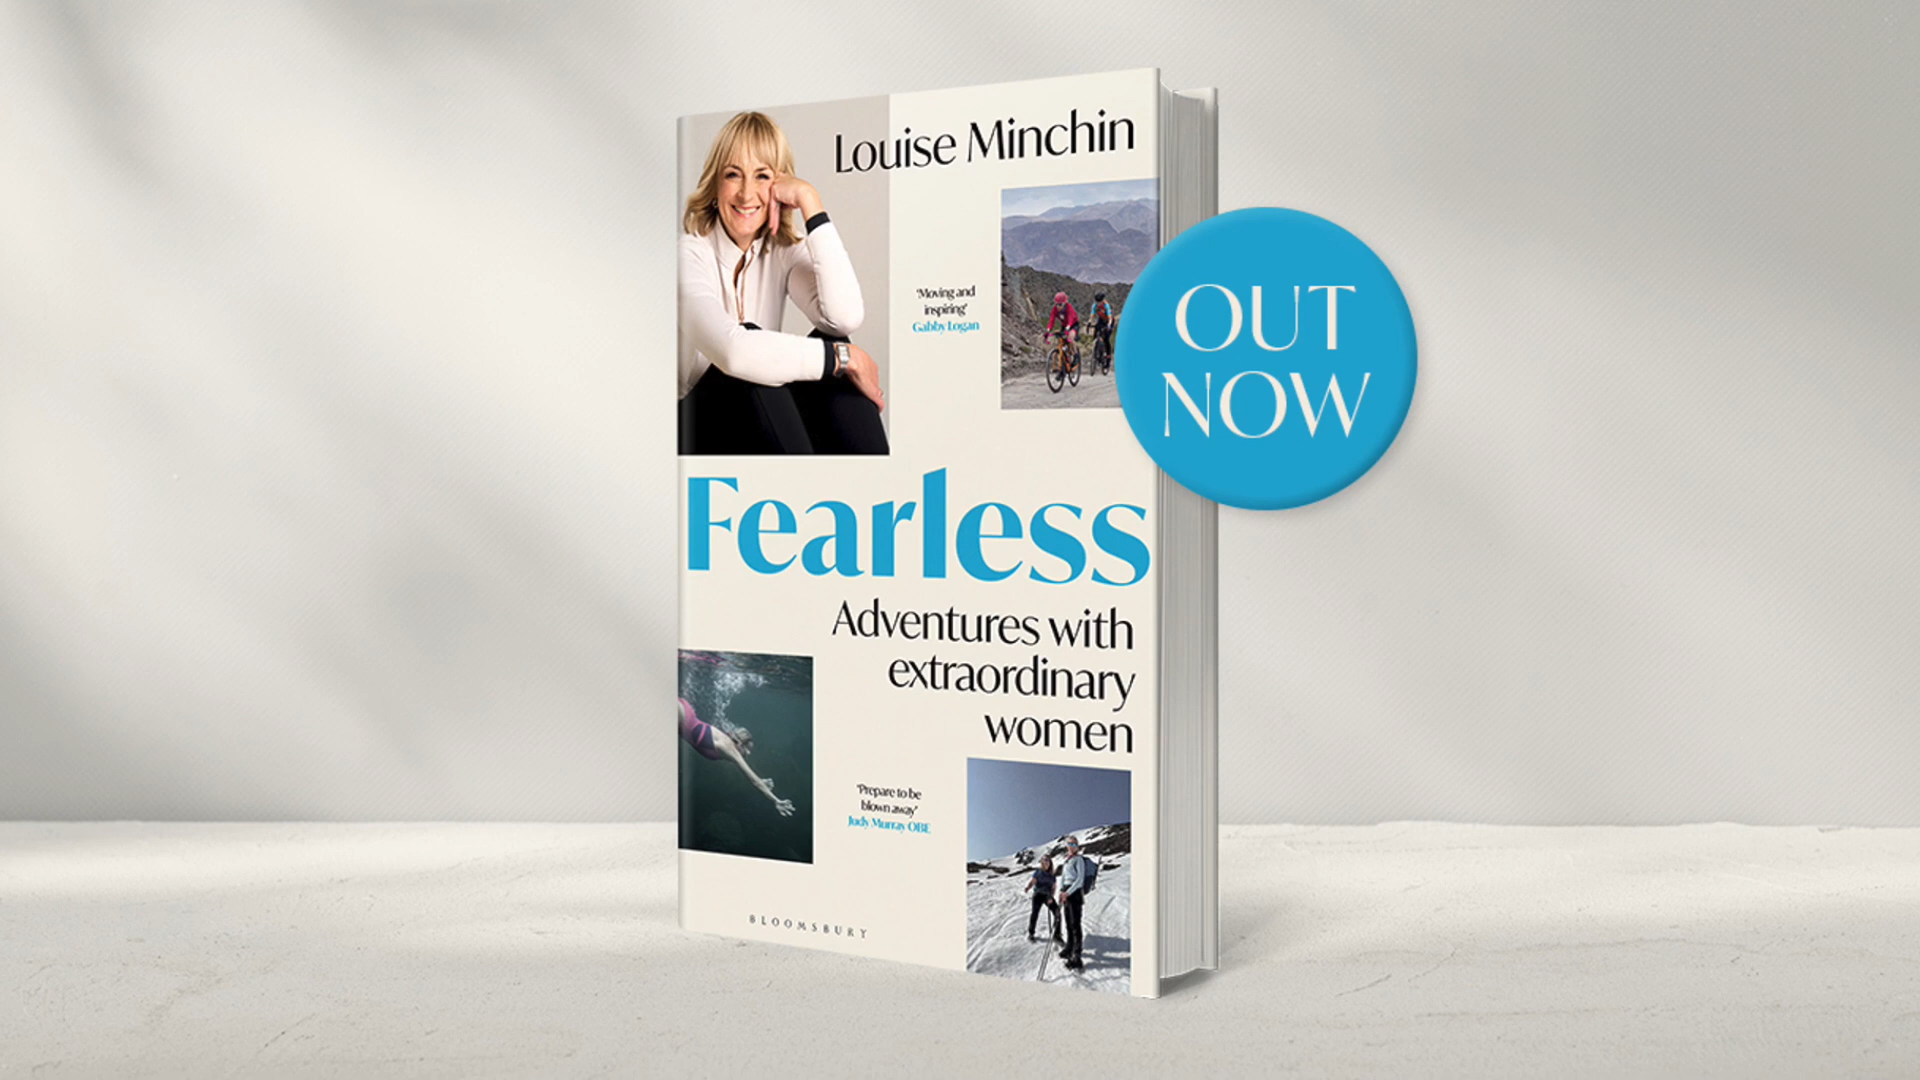 Louise Minchin
'Moving and
inspiring'
Gabby Logan
OUT
NOW
Fearless
Adventures with
extraordinary
women
'Prepare to be
blown away'
Judy Murray OBE
BLOOMSBURY